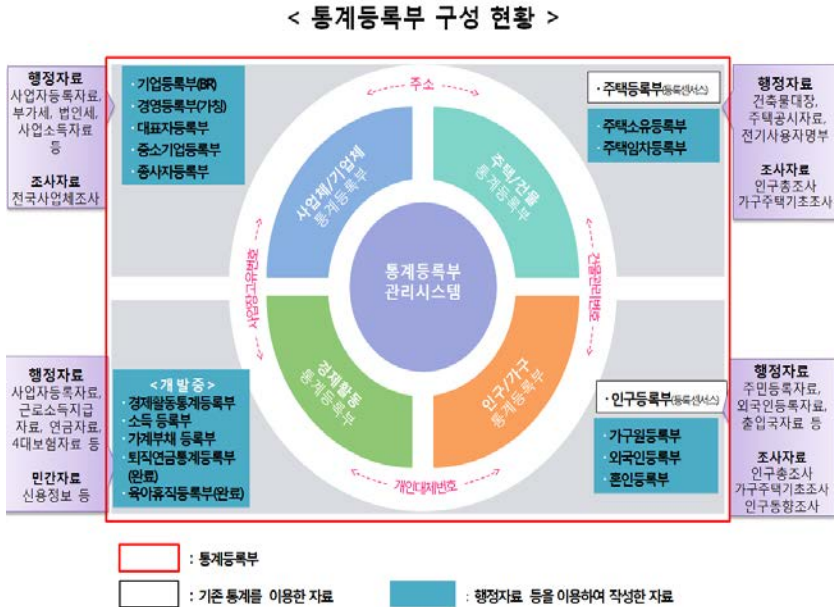 < 통계등록부 구성 현황 >
행정자료
사업자등록자료,
부가세, 법인세,
사업소득자료
등
조사자료
전국사업체조사
· 기업등록부(BR)
· 경영등록부(가칭)
· 대표자등록부
· 중소기업등록부
· 종사자등록부
주소
· 주택등록부(등록센서스)
· 주택소유등록부
· 주택임차등록부
행정자료
건축물대장,
주택공시자료,
전기사용자명부
조사자료
인구총조사
가구주택기초조사
사업체/기업체
통계등록부
주택/건물
통계등록부
사업장고유번호
통계등록부
관리시스템
건물관리번호
경제활동
통계등록부
인구/가구
통계등록부
개인대체번호
행정자료
사업자등록자료,
근로소득지급
자료, 연금자료,
4대보험자료 등
민간자료
신용정보 등
<개발중>
· 경제활동통계등록부
· 소득 등록부
· 가계부채 등록부
· 퇴직연금통계등록부
(완료)
· 육아휴직등록부(완료)
· 인구등록부(등록센서스)
· 가구원등록부
· 외국인등록부
· 혼인등록부
행정자료
주민등록자료,
외국인등록자료,
출입국자료 등
조사자료
인구총조사
가구주택기초조사
인구동향조사
: 통계등록부
: 기존 통계를 이용한 자료
: 행정자료 등을 이용하여 작성한 자료